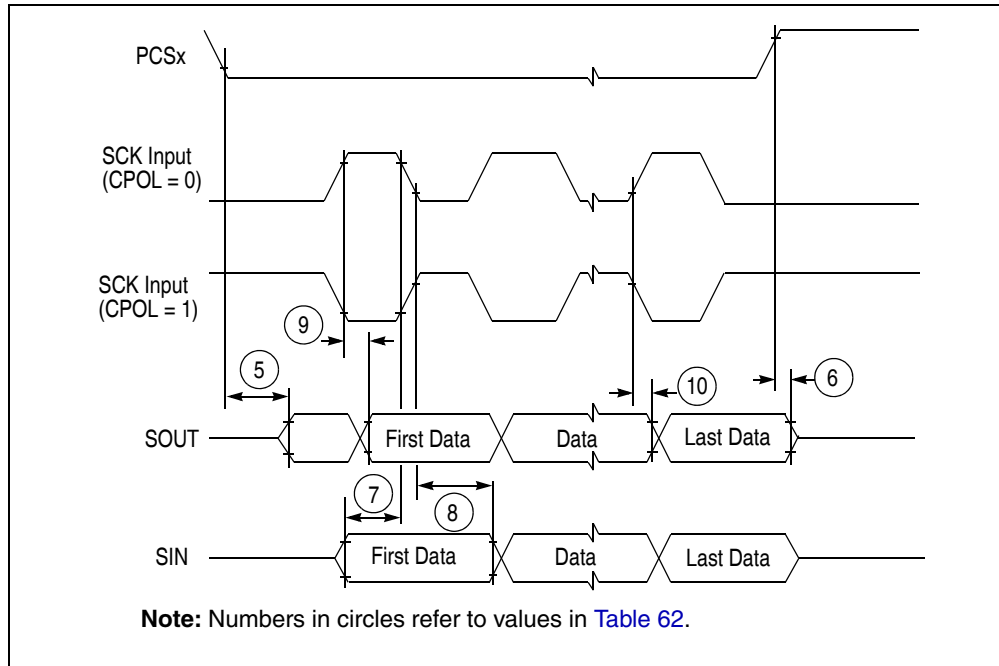 PCSx
SCK Input
(CPOL = 0)
SCK Input
(CPOL = 1)
9
5
10
6
SOUT
First Data
Data
Last Data
7
8
SIN
First Data
Data
Last Data
Note: Numbers in circles refer to values in Table 62.